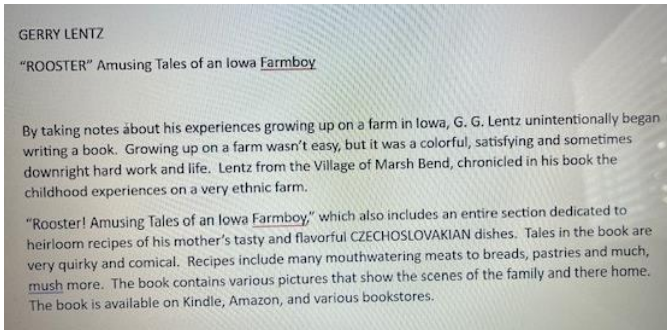 GERRY LENTZ
“ROOSTER” Amusing Tales of an Iowa Farmboy
By taking notes about his experiences growing up on a farm in Iowa, G. G. Lentz unintentionally began
writing a book. Growing up on a farm wasn’t easy, but it was a colorful, satisfying and sometimes
downright hard work and life. Lentz from the Village of Marsh Bend, chronicled in his book the
childhood experiences on a very ethnic farm.
“Rooster! Amusing Tales of an Iowa Farmboy,” which also includes an entire section dedicated to
heirloom recipes of his mother’s tasty and flavorful CZECHOSLOVAKIAN dishes. Tales in the book are
very quirky and comical. Recipes include many mouthwatering meats to breads, pastries and much,
mush more. The book contains various pictures that show the scenes of the family and there home.
The book is available on Kindle, Amazon, and various bookstores.